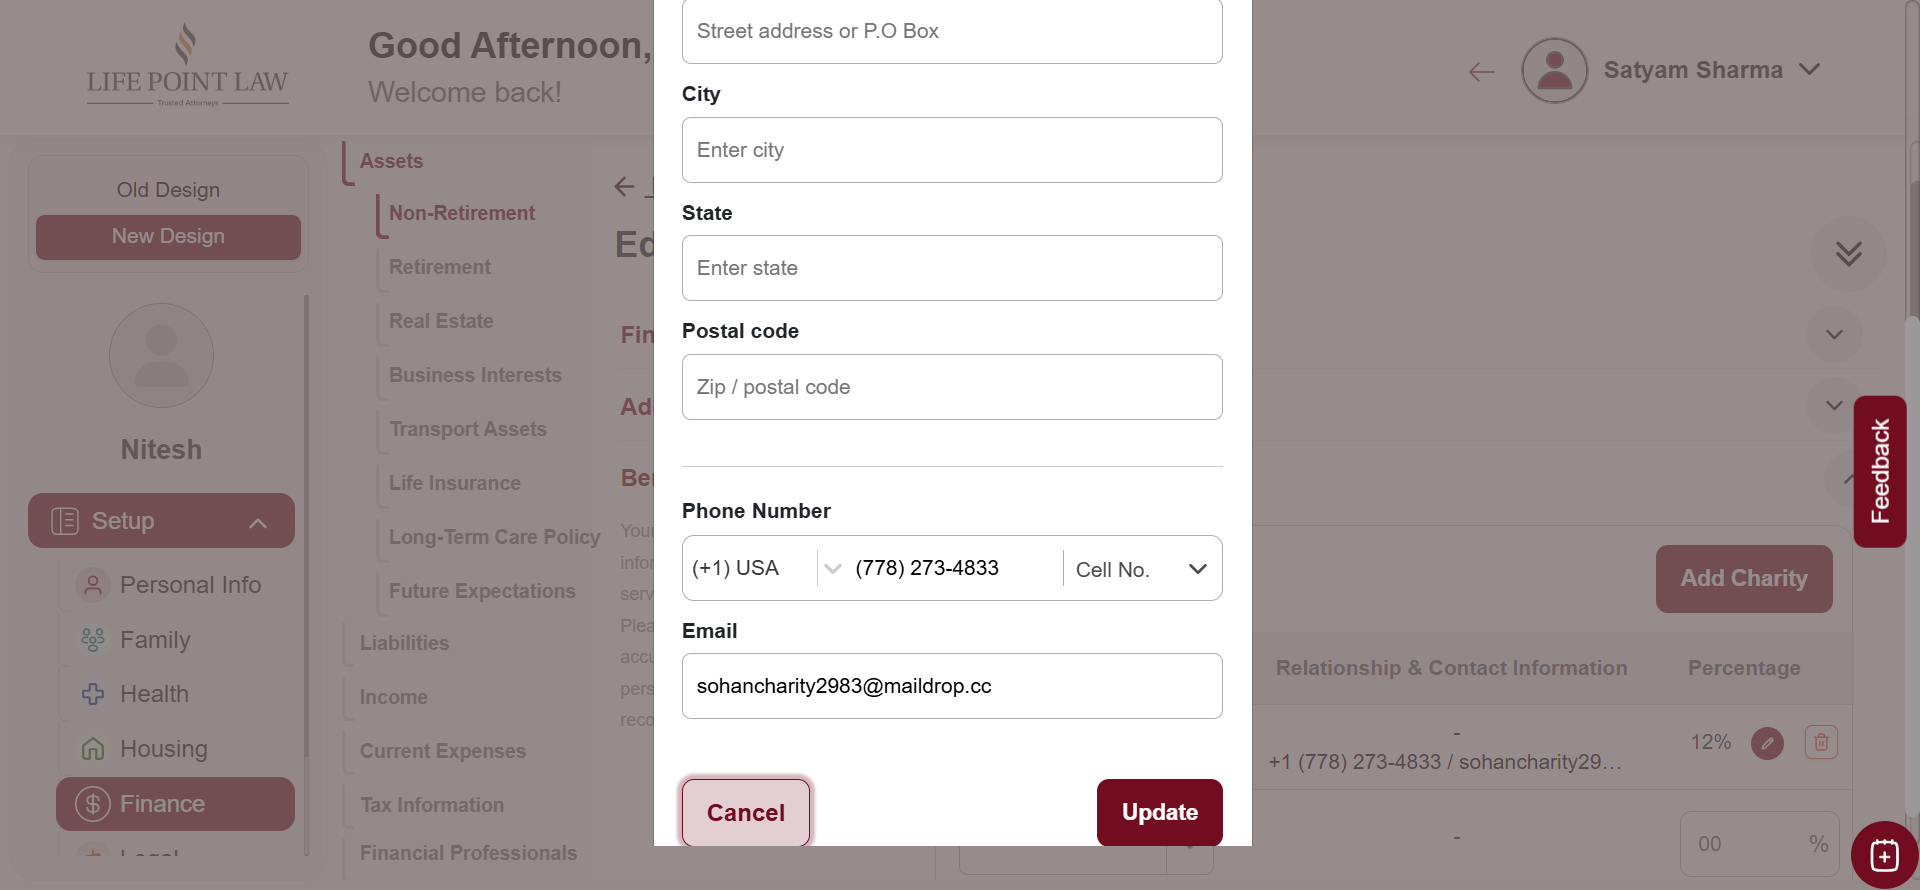 LIFE POINT LAW
Trusted Attorneys
Good Afternoon,
Welcome back!
Satyam Sharma
Old Design
New Design
Nitesh
Setup
Personal Info
Family
Health
Housing
Finance
Legal
Assets
Non-Retirement
Retirement
Real Estate
Business Interests
Transport Assets
Life Insurance
Long-Term Care Policy
Future Expectations
Liabilities
Income
Current Expenses
Tax Information
Financial Professionals
Ed
Fin
Ad
Ben
Your
infor
serv
Plea
accu
pers
reco
Street address or P.O Box
City
Enter city
State
Enter state
Postal code
Zip / postal code
Phone Number
(+1) USA
(778) 273-4833
Cell No.
Email
sohancharity2983@maildrop.cc
Cancel
Update
Feedback
Add Charity
Relationship & Contact Information
Percentage
-
+1 (778) 273-4833 / sohancharity29...
12%
-
00
%